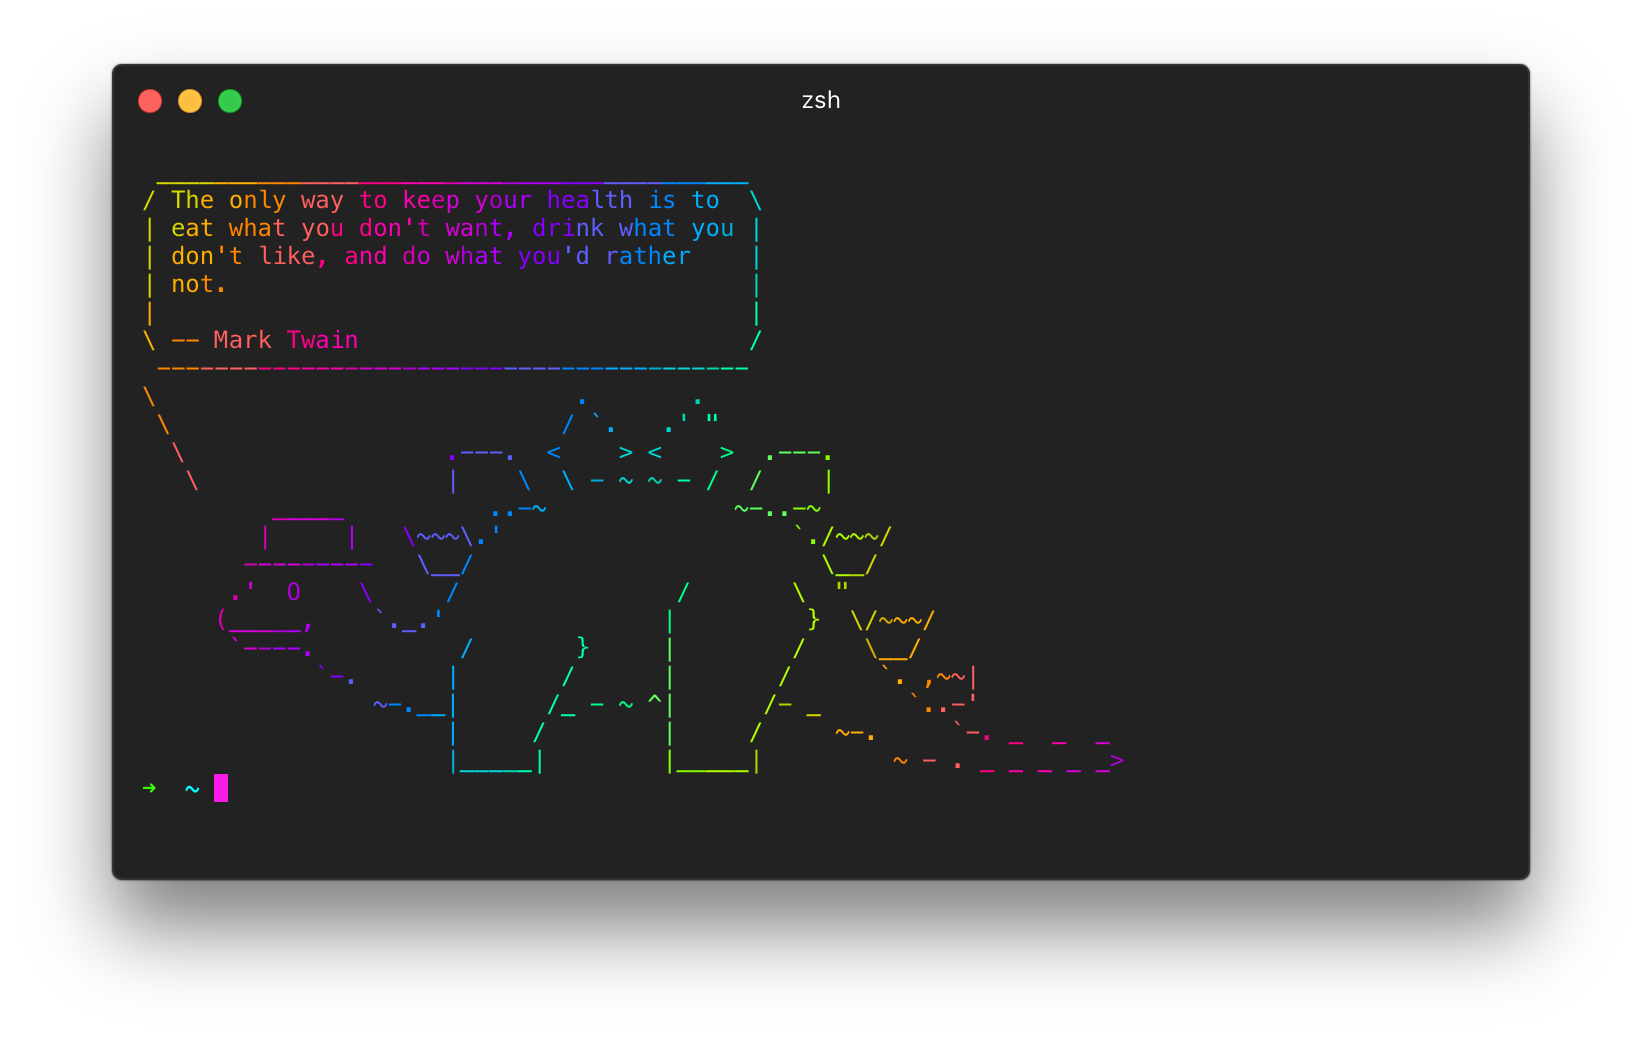 zsh
The only way to keep your health is to
eat what you don't want, drink what you
don't like, and do what you'd rather
not.
-- Mark Twain
➜ ~